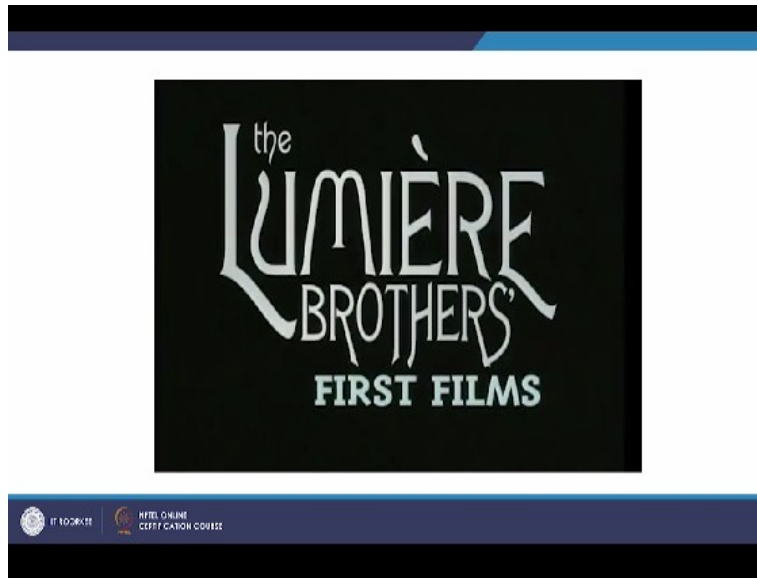 the
LUMIÈRE
BROTHERS'
FIRST FILMS
IIT ROORKEE
NPTEL ONLINE
CERTIFICATION COURSE